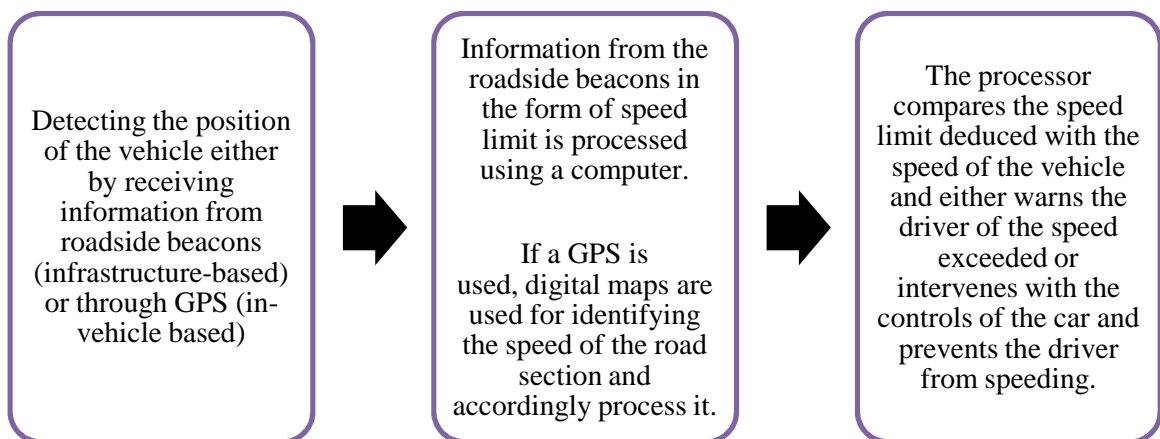 Detecting the position
of the vehicle either
by receiving
information from
roadside beacons
(infrastructure-based)
or through GPS (in-
vehicle based)
Information from the
roadside beacons in
the form of speed
limit is processed
using a computer.
If a GPS is
used, digital maps are
used for identifying
the speed of the road
section and
accordingly process it.
The processor
compares the speed
limit deduced with the
speed of the vehicle
and either warns the
driver of the speed
exceeded or
intervenes with the
controls of the car and
prevents the driver
from speeding.